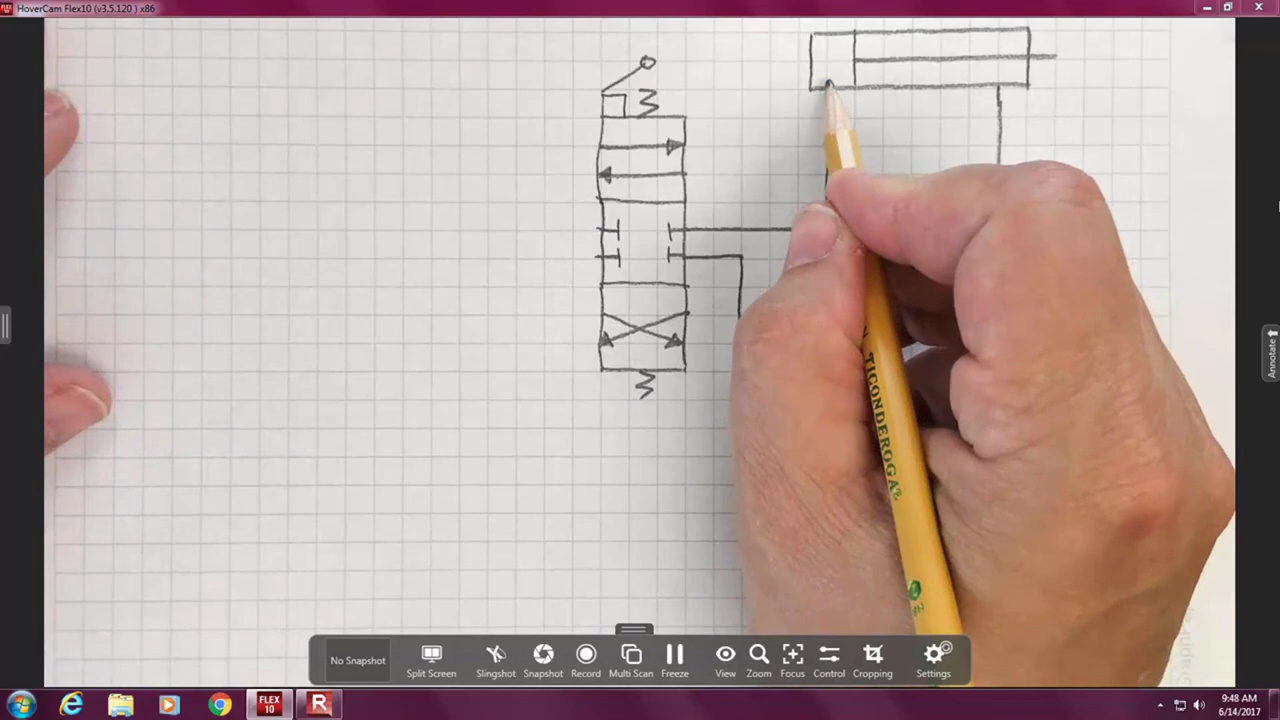 HoverCam Flex10 (v3.5.120 ) x86
Annotate
TICONDEROGA
No Snapshot
Split Screen
Slingshot
Snapshot
Record
Multi Scan
Freeze
View
Zoom
Focus
Control
Cropping
Settings
FLEX
10
R
9:48 AM
6/14/2017